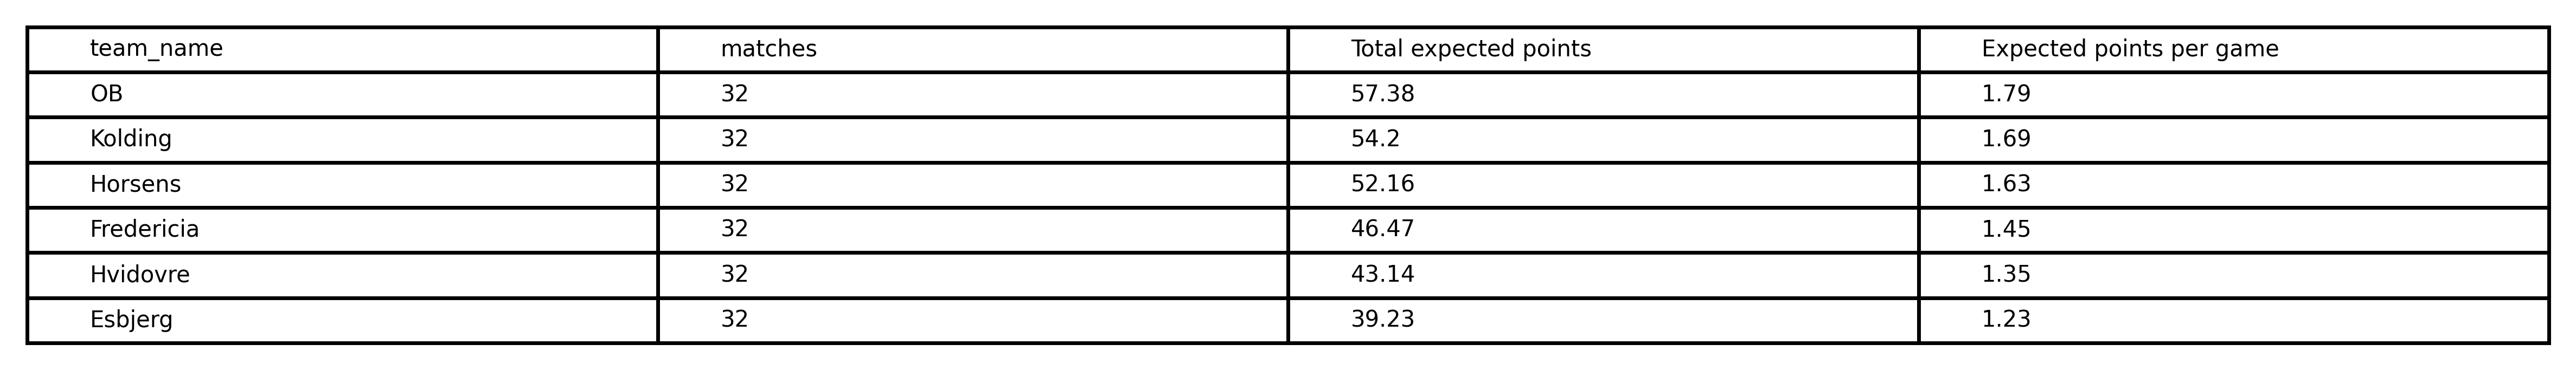 team_name matches Total expected points Expected points per game
OB 32 57.38 1.79
Kolding 32 54.2 1.69
Horsens 32 52.16 1.63
Fredericia 32 46.47 1.45
Hvidovre 32 43.14 1.35
Esbjerg 32 39.23 1.23